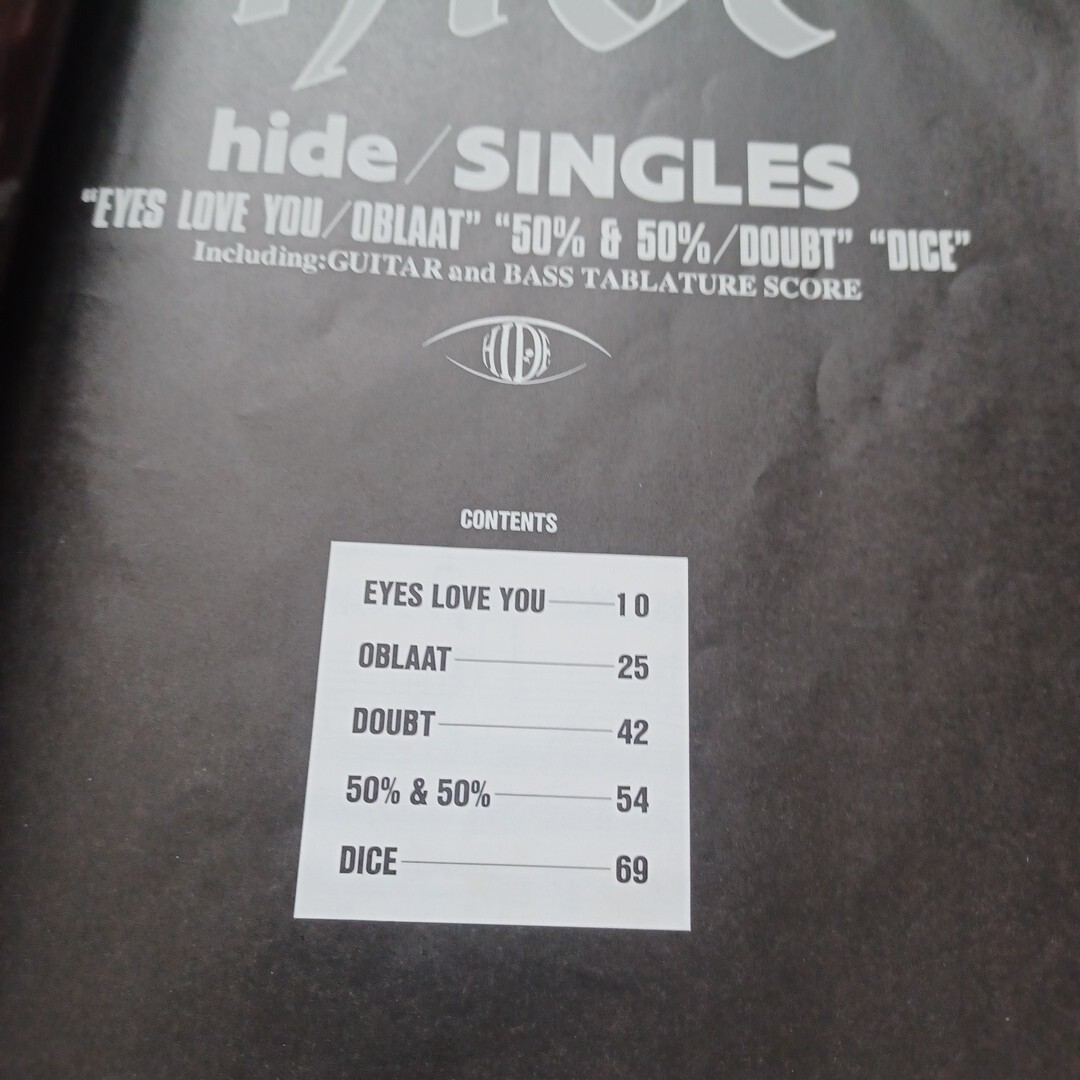 hide/SINGLES
"EYES LOVE YOU/OBLAAT" "50% & 50%/DOUBT" "DICE"
Including:GUITAR and BASS TABLATURE SCORE
HIDE
CONTENTS
EYES LOVE YOU 10
OBLAAT 25
DOUBT 42
50% & 50% 54
DICE 69